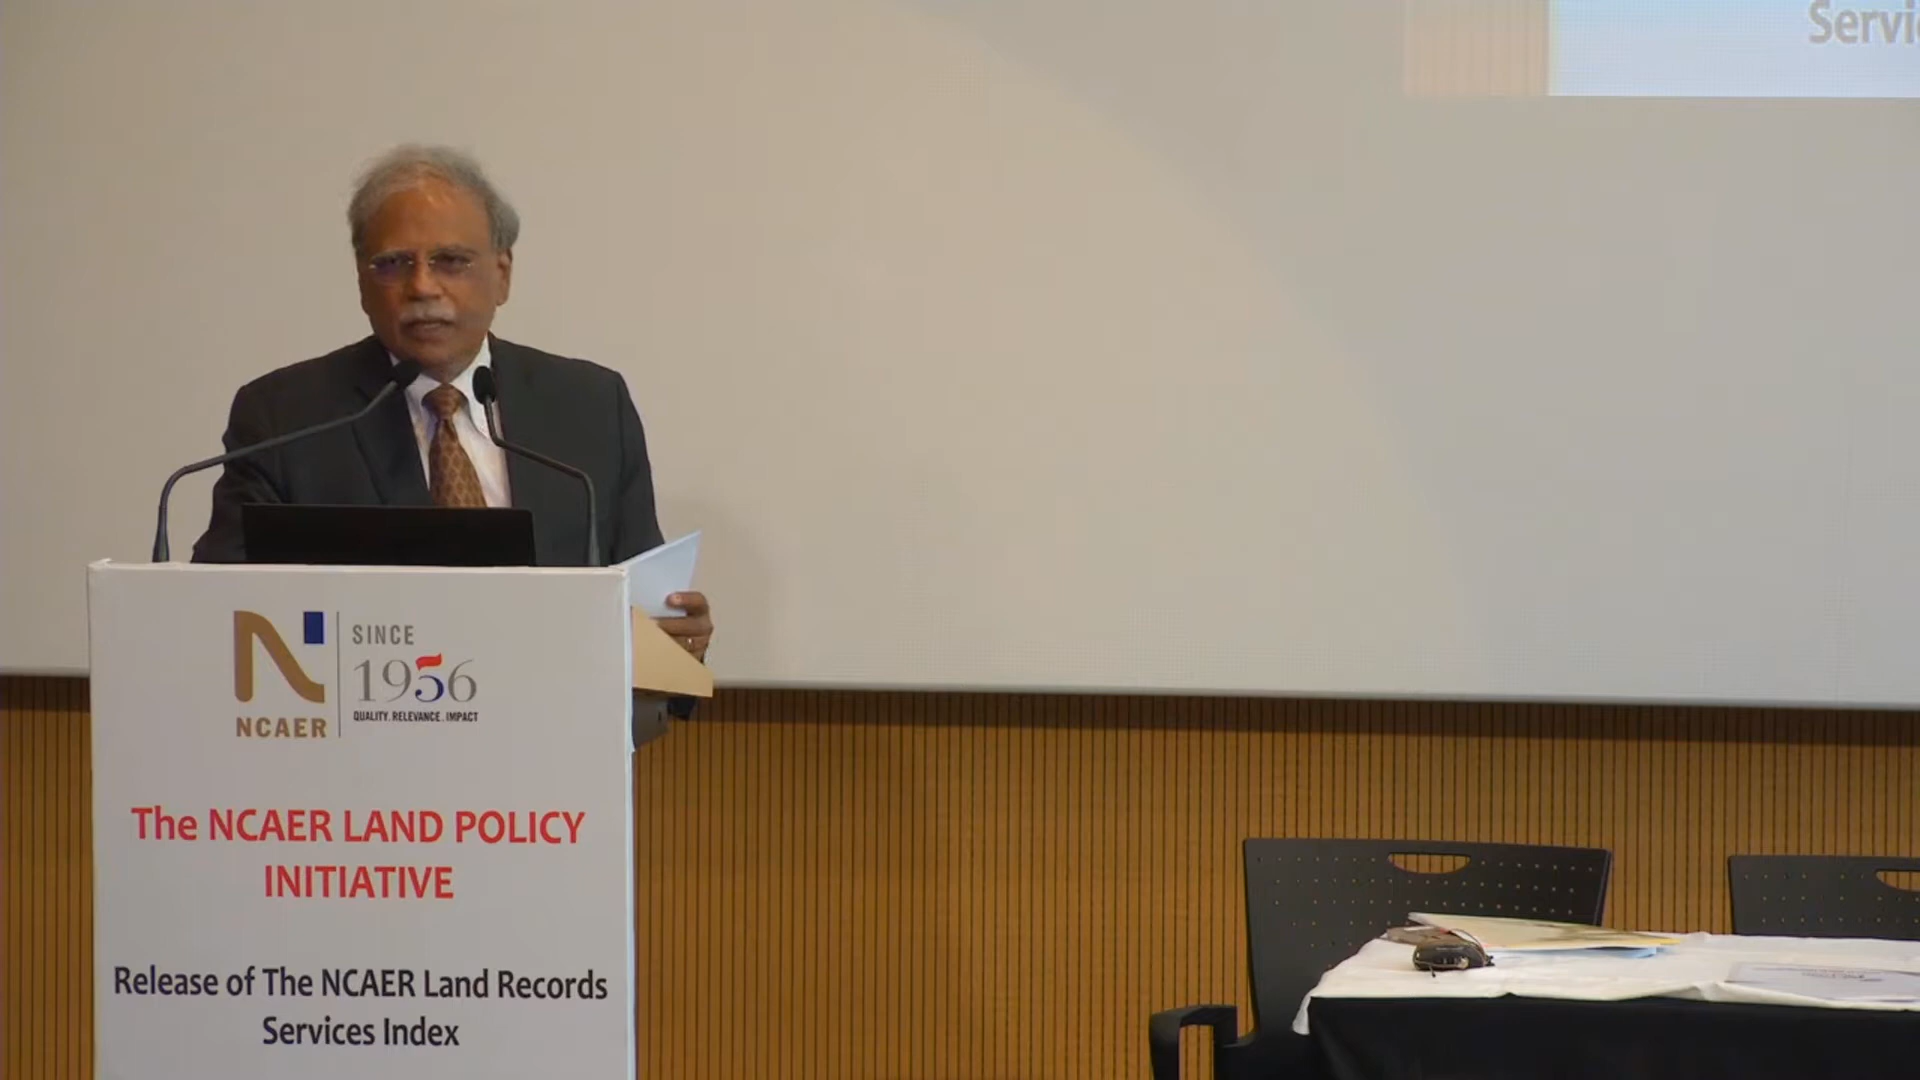 Servi
NCAER
SINCE
1956
QUALITY. RELEVANCE. IMPACT
The NCAER LAND POLICY
INITIATIVE
Release of The NCAER Land Records
Services Index